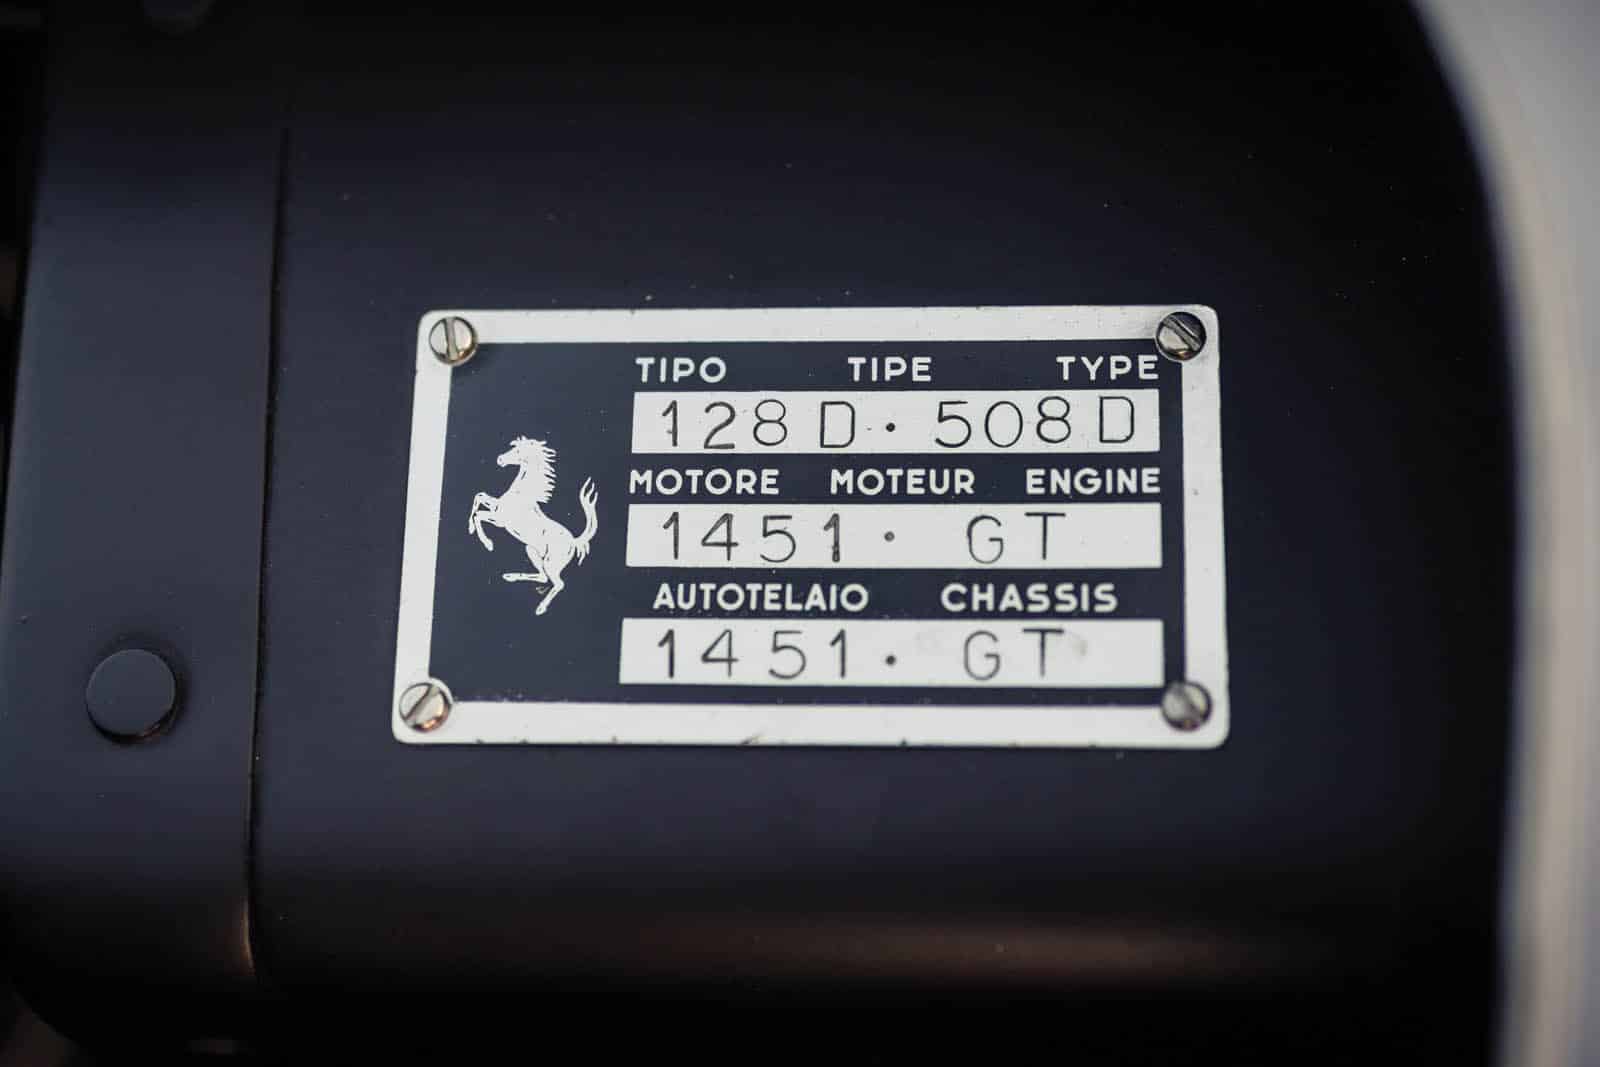 TIPO TIPE TYPE
128 D · 508 D
MOTORE MOTEUR ENGINE
1451 · GT
AUTOTELAIO CHASSIS
1451 · GT